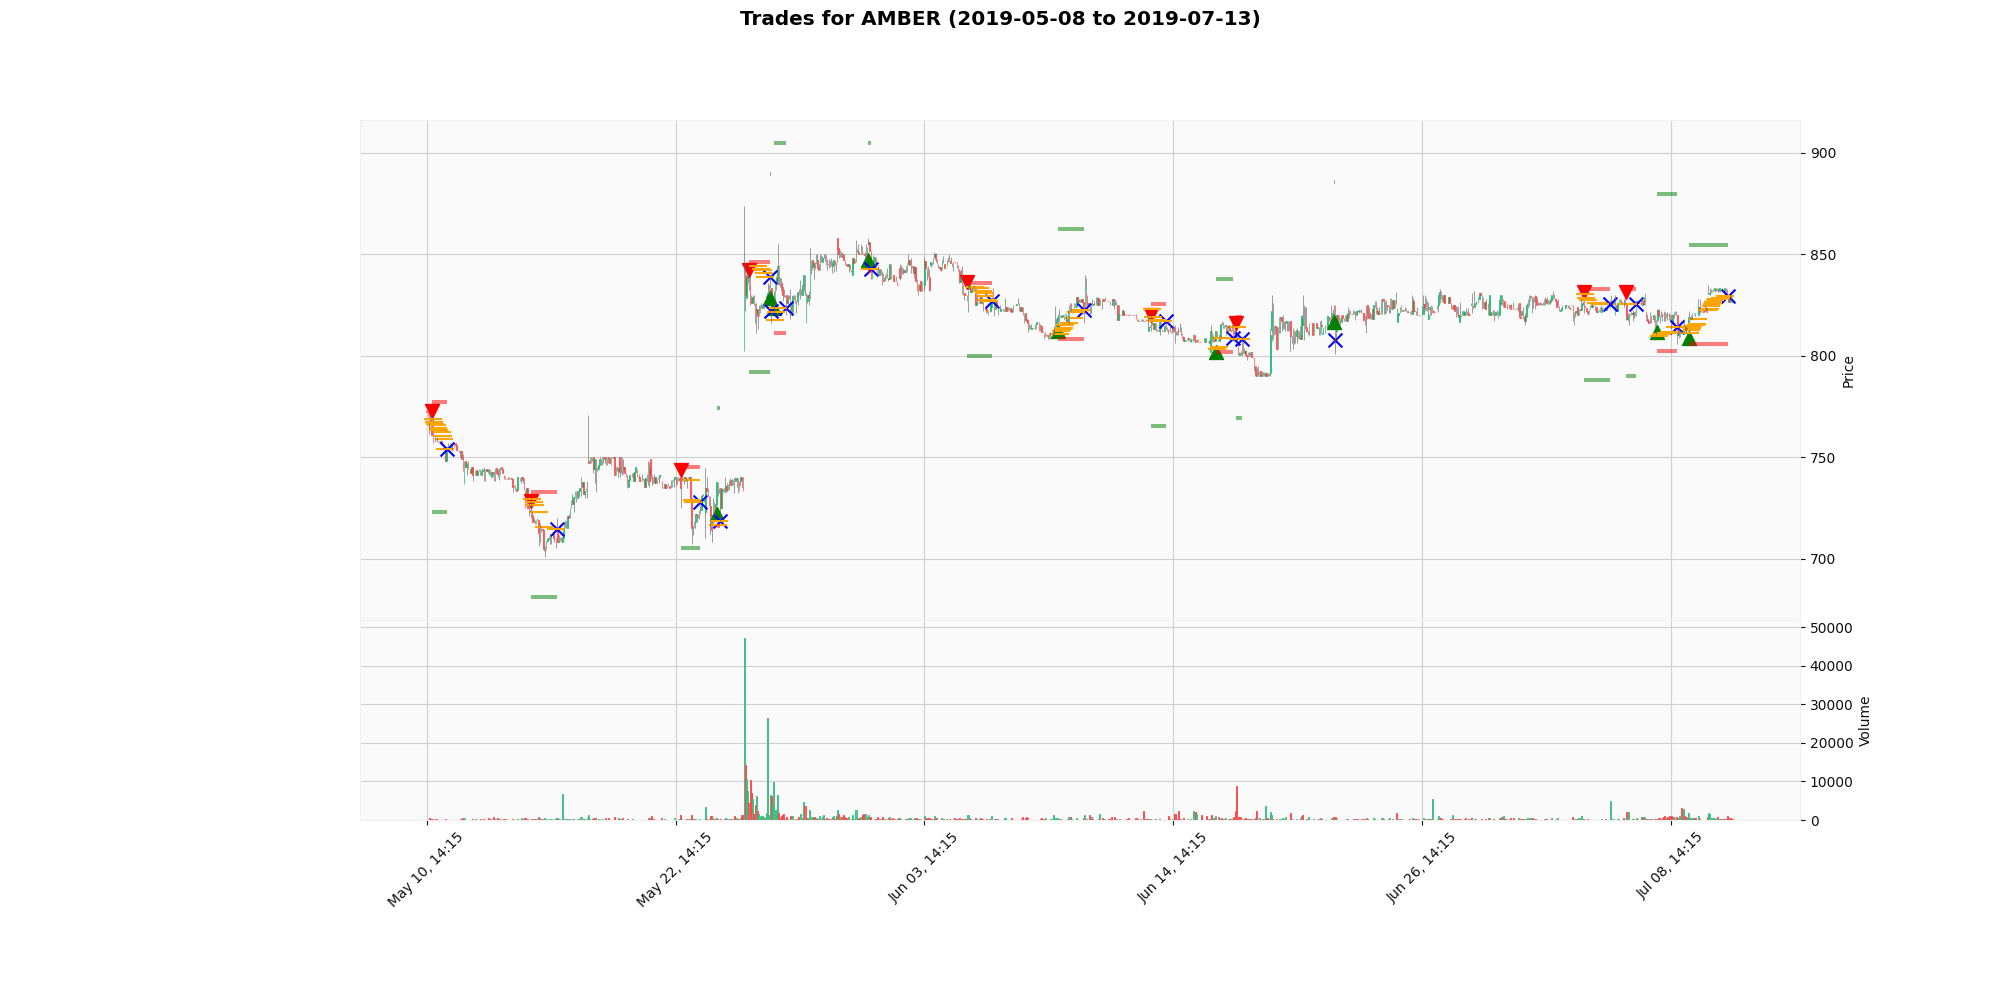 Trades for AMBER (2019-05-08 to 2019-07-13)
900
850
800
750
700
Price
50000
40000
30000
20000
10000
0
Volume
May 10, 14:15
May 22, 14:15
Jun 03, 14:15
Jun 14, 14:15
Jun 26, 14:15
Jul 08, 14:15